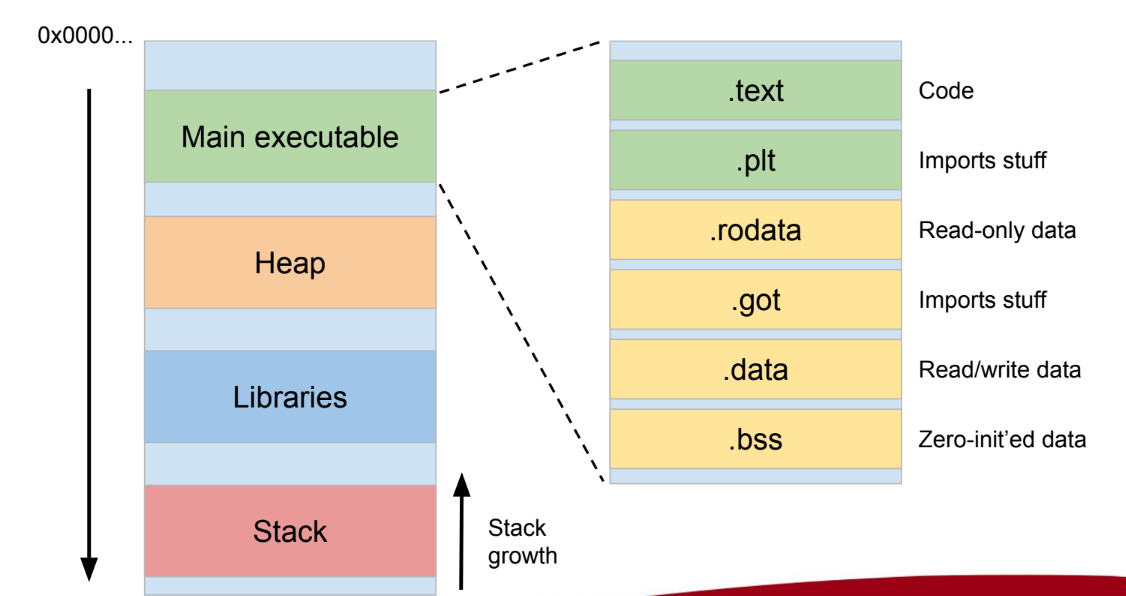 0x0000...
Main executable
Heap
Libraries
Stack
Stack
growth
.text
Code
.plt
Imports stuff
.rodata
Read-only data
.got
Imports stuff
.data
Read/write data
.bss
Zero-init’ed data